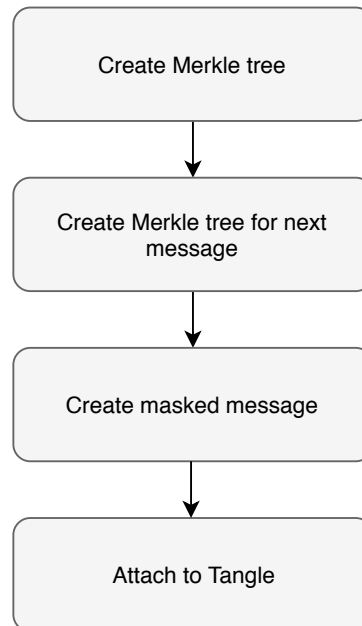 Create Merkle tree
Create Merkle tree for next
message
Create masked message
Attach to Tangle